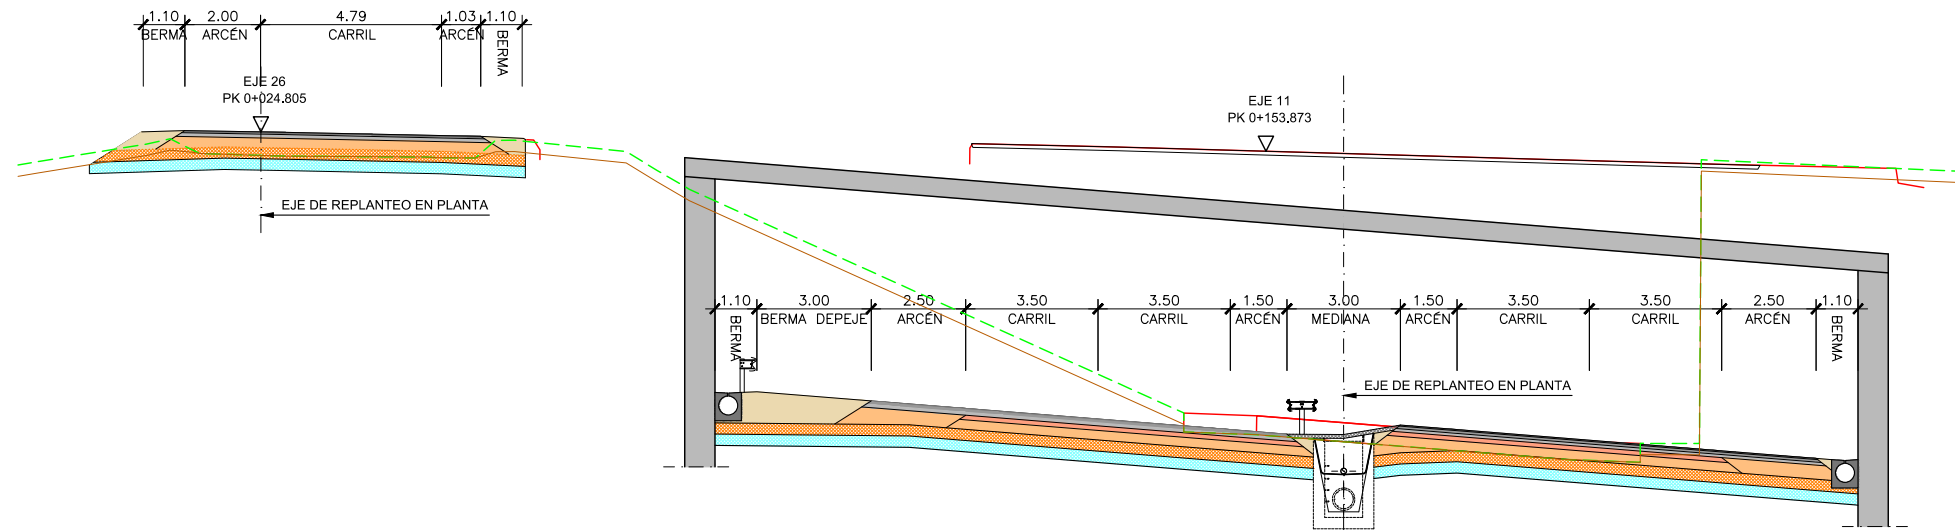 1.10 2.00 4.79 1.03 1.10
BERMA ARCÉN CARRIL ARCÉN BERMA
EJE 26
PK 0+024.805
EJE DE REPLANTEO EN PLANTA
EJE 11
PK 0+153.873
1.10 3.00 2.50 3.50 3.50 1.50 3.00 1.50 3.50 3.50 2.50 1.10
BERMA BERMA DEPEJE ARCÉN CARRIL CARRIL ARCÉN MEDIANA ARCÉN CARRIL CARRIL ARCÉN BERMA
EJE DE REPLANTEO EN PLANTA